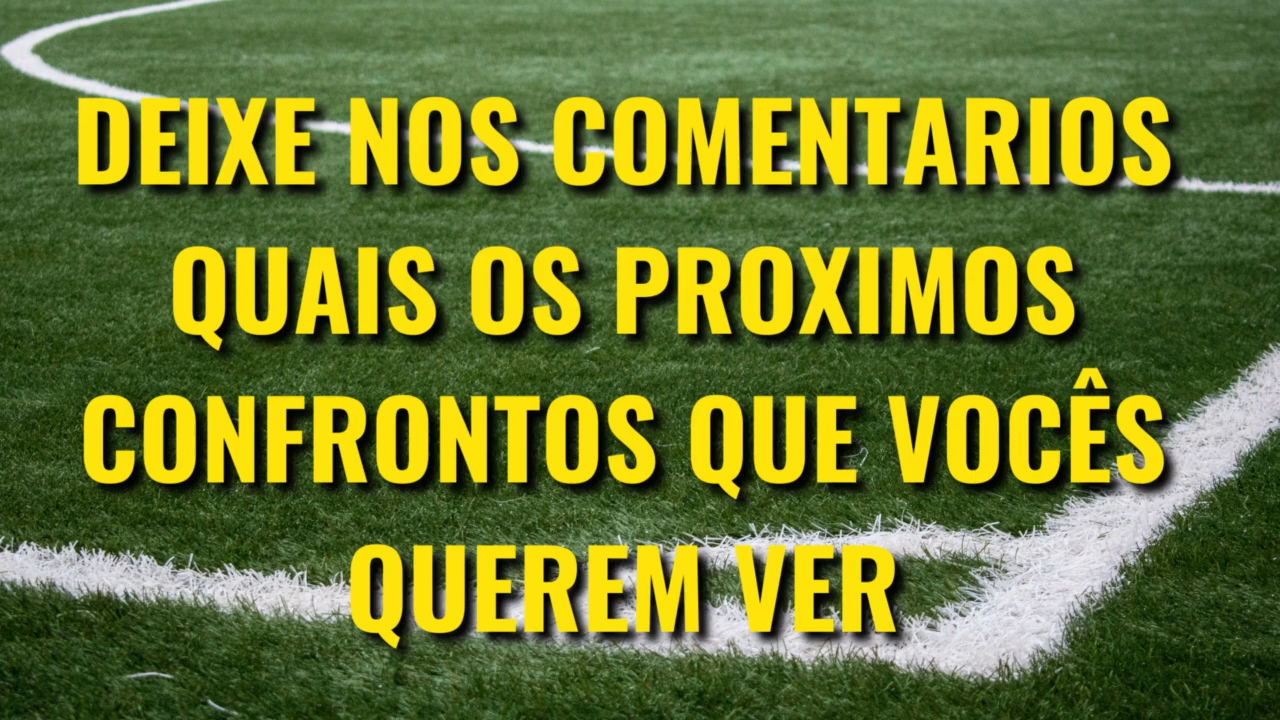 DEIXE NOS COMENTARIOS
QUAIS OS PROXIMOS
CONFRONTOS QUE VOCÊS
QUEREM VER